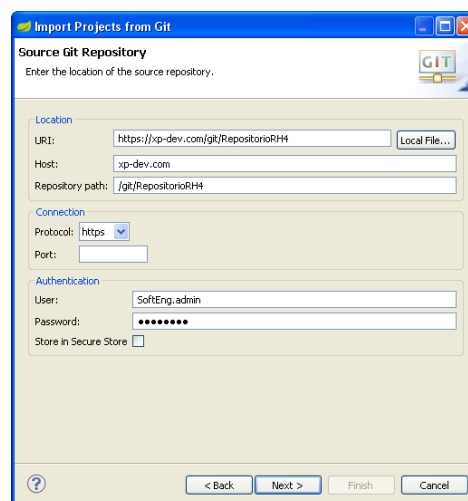 Import Projects from Git
Source Git Repository
Enter the location of the source repository.
GIT
Location
URI: https://xp-dev.com/git/RepositorioRH4 Local File...
Host: xp-dev.com
Repository path: /git/RepositorioRH4
Connection
Protocol: https
Port:
Authentication
User: SoftEng.admin
Password: ●●●●●●●●
Store in Secure Store
? < Back Next > Finish Cancel